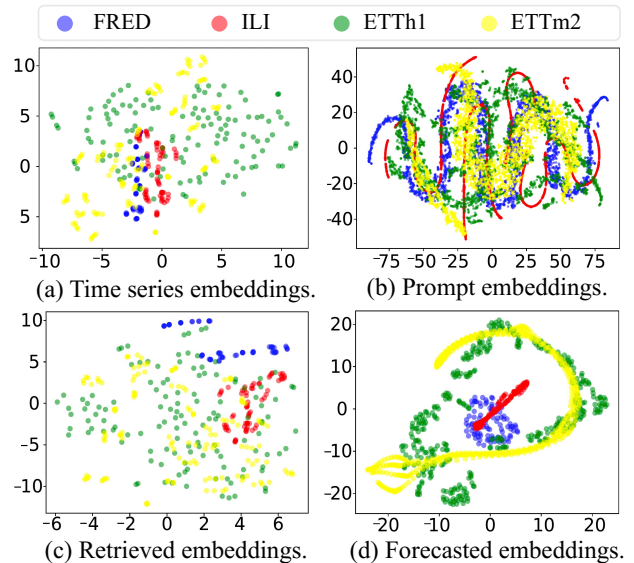 FRED ILI ETTh1 ETTm2
10
5
0
5
−10 −5 0 5 10
(a) Time series embeddings.
40
20
0
−20
−40
−75 −50 −25 0 25 50 75
(b) Prompt embeddings.
10
5
0
−5
−10
−6 −4 −2 0 2 4 6
(c) Retrieved embeddings.
20
10
0
−10
−20
−20 −10 0 10 20
(d) Forecasted embeddings.